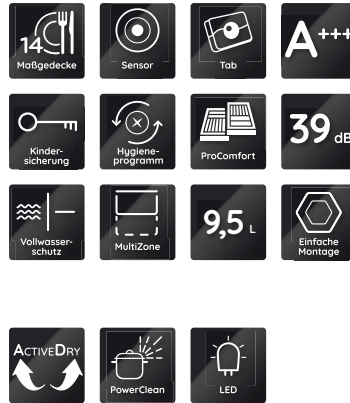 14
Maßgedecke
Sensor
Tab
A+++
Kinder-
sicherung
Hygiene-
programm
ProComfort
39 dB
Vollwasser-
schutz
MultiZone
9,5 L
Einfache
Montage
ACTIVEDRY
PowerClean
LED